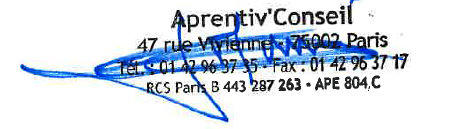 Aprentiv'Conseil
47 rue Vivienne - 75002 Paris
Tél. : 01 42 96 37 35 - Fax : 01 42 96 37 17
RCS Paris B 443 287 263 - APE 804.C